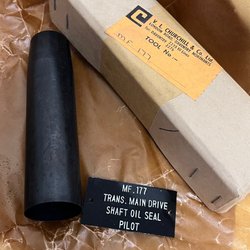 V. L. CHURCHILL & Co. Ltd.
TOOL No:-
MF 177
MF. 177
TRANS. MAIN DRIVE
SHAFT OIL SEAL
PILOT